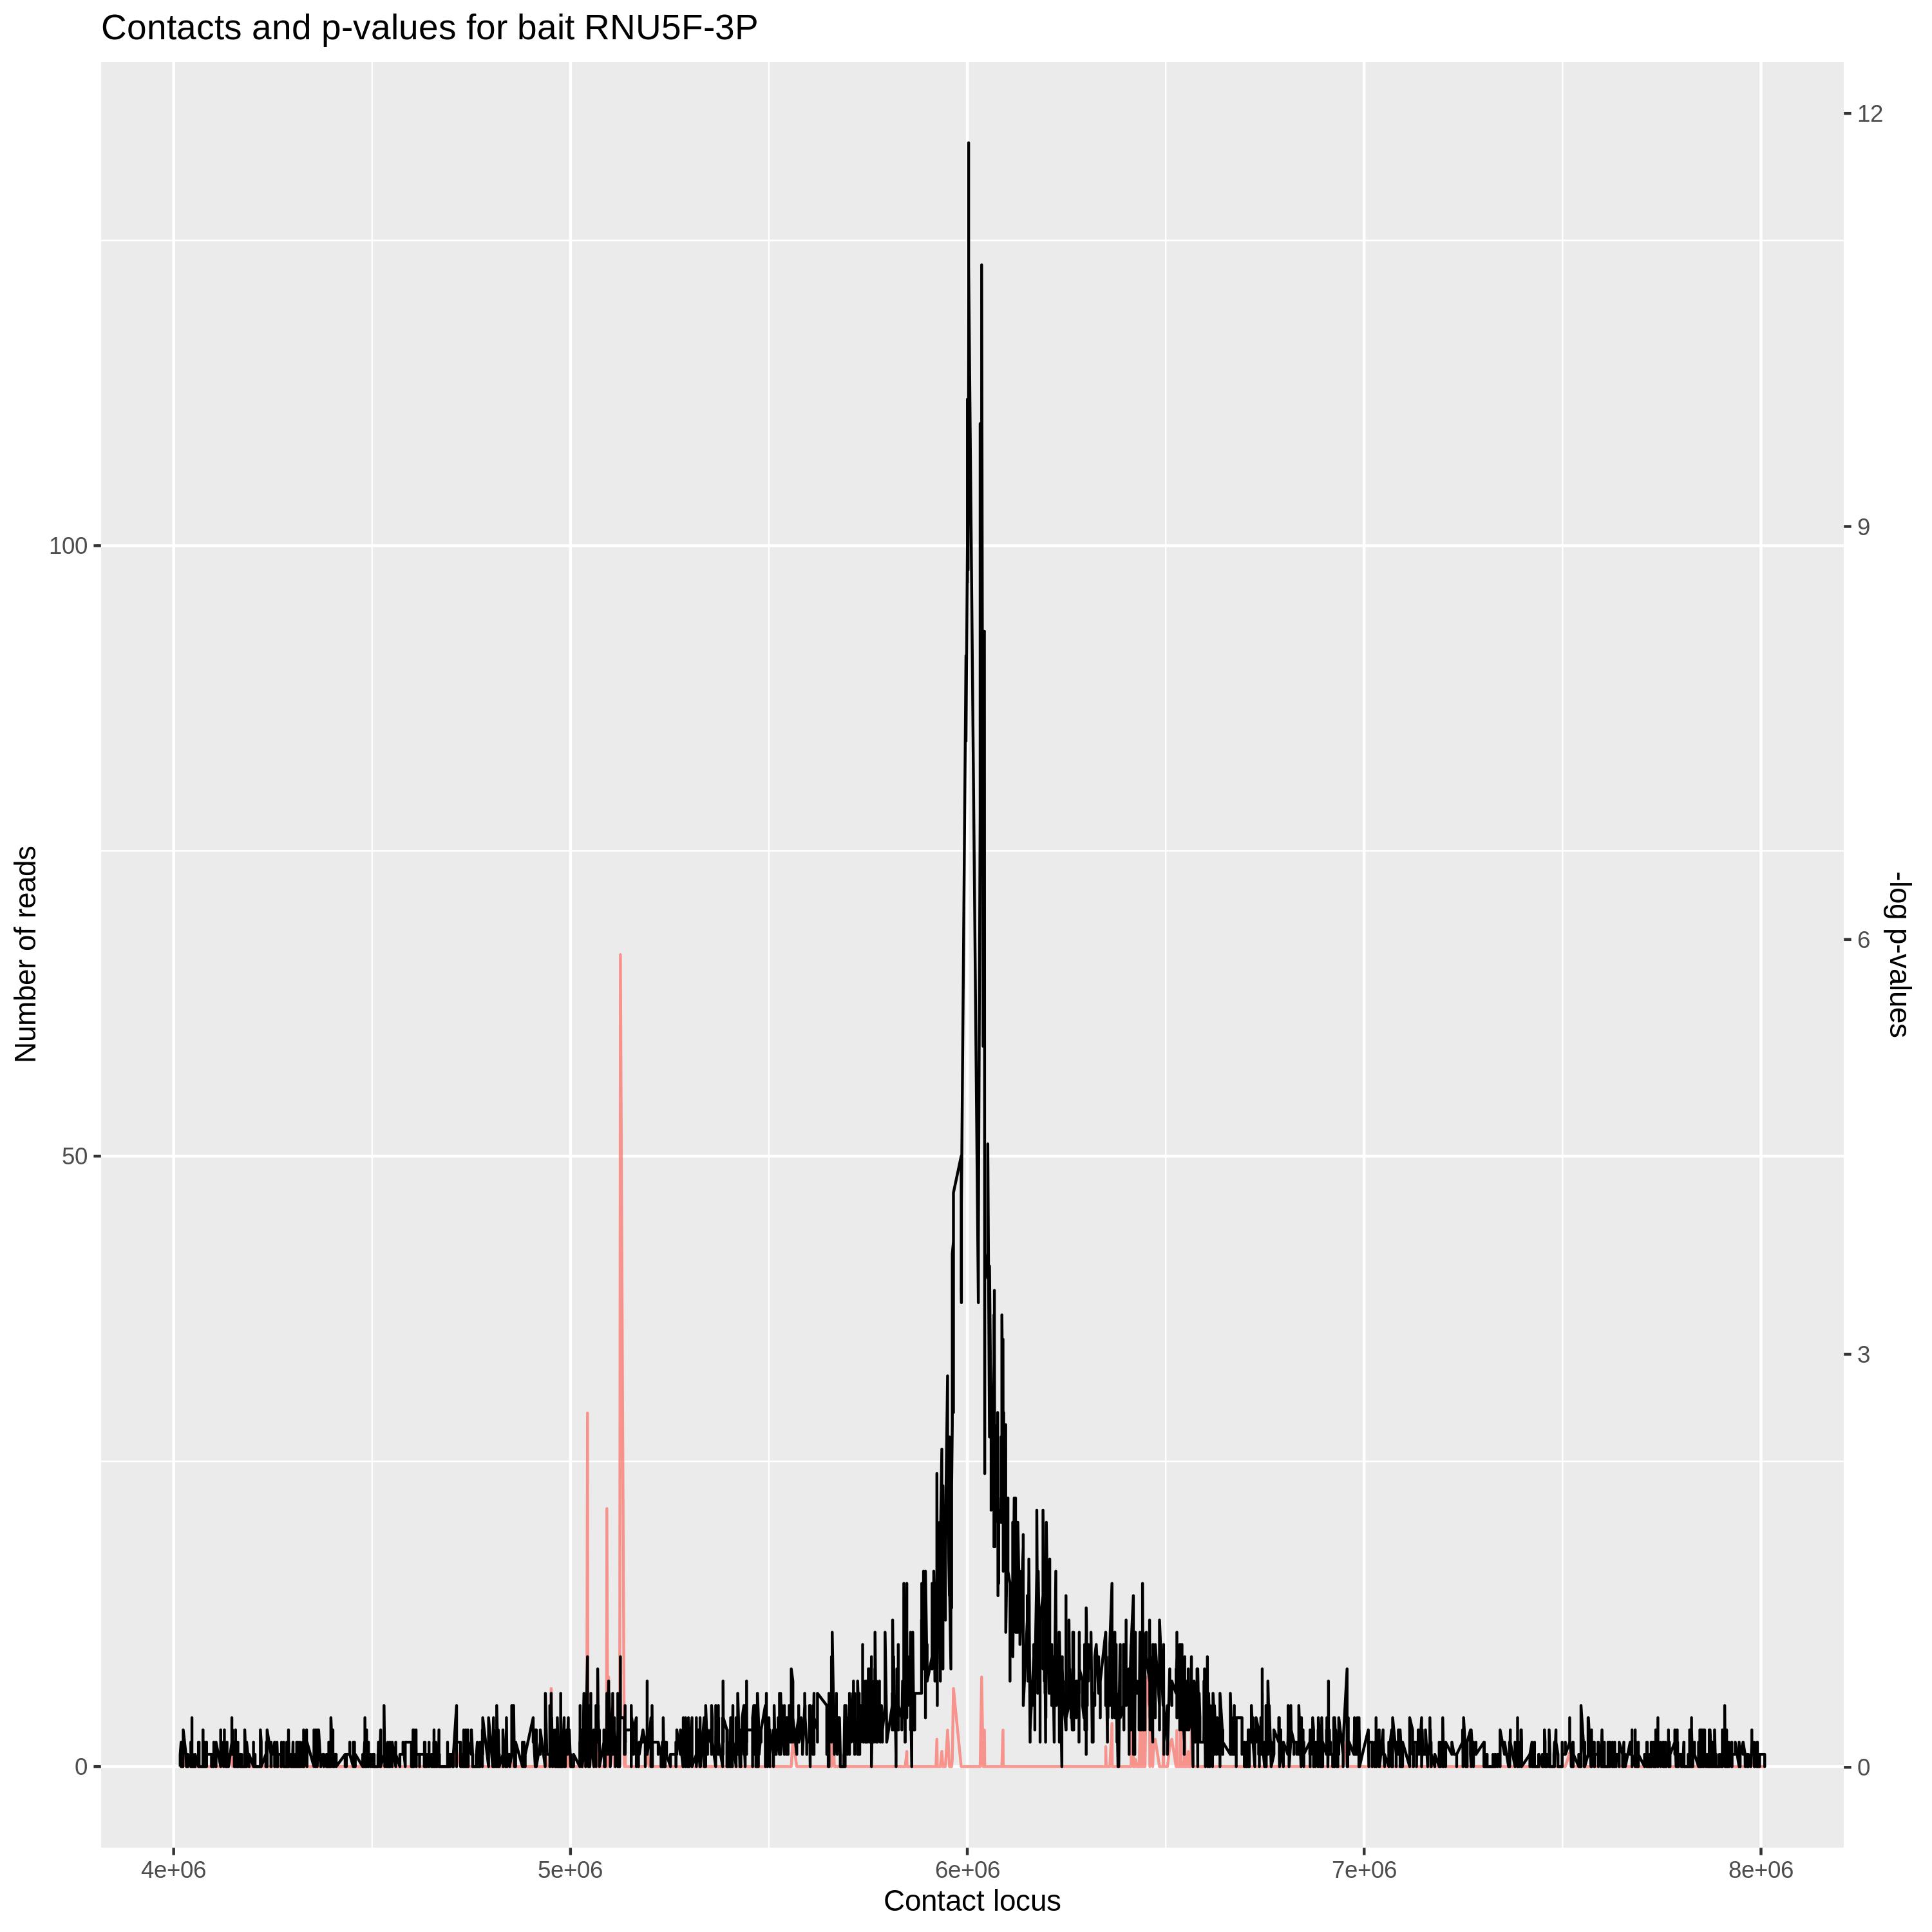 Contacts and p-values for bait RNU5F-3P
12
9
6
3
0
100
50
0
Number of reads
-log p-values
4e+06 5e+06 6e+06 7e+06 8e+06
Contact locus